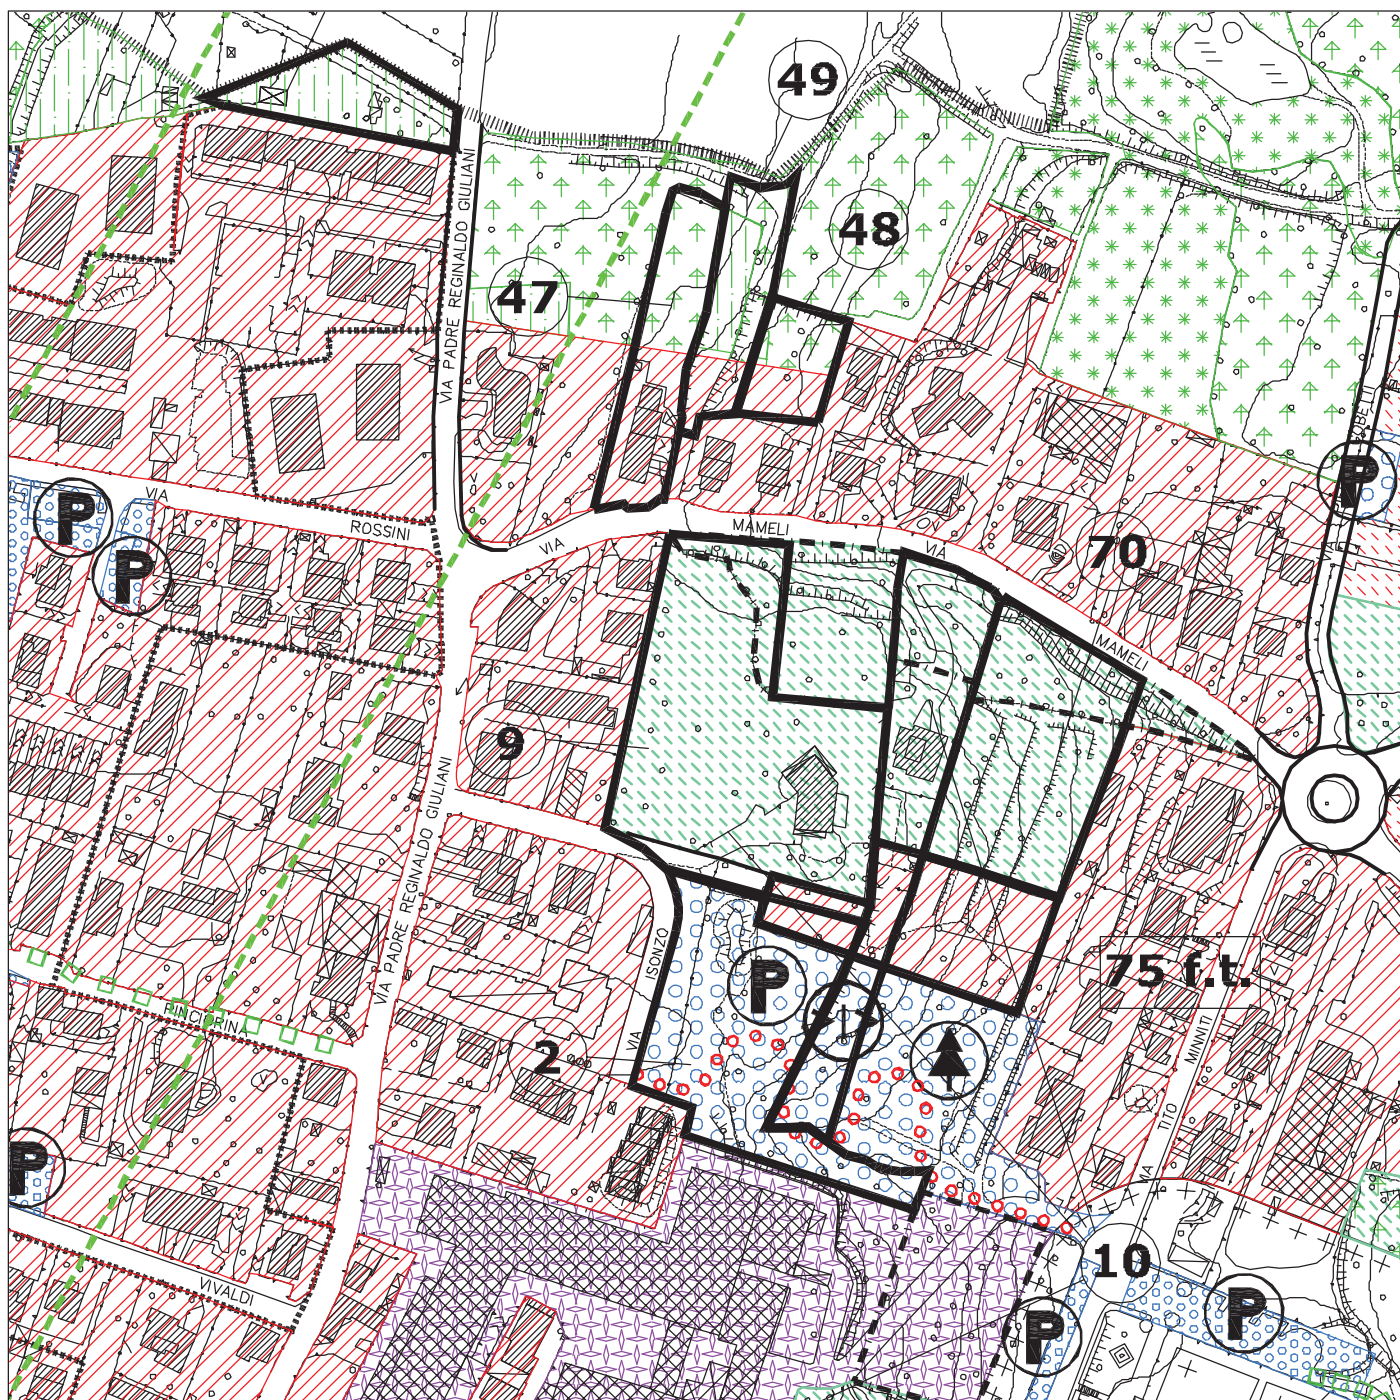 49
48
47
VIA PADRE REGINALDO GIULIANI
P
P
VIA
ROSSINI
VIA
MAMELI
VIA
70
P
MAMELI
9
VIA PADRE REGINALDO GIULIANI
VIA
ISONZO
P
75 f.t.
2
VIA
TITO
MINNITI
P
VIVALDI
10
P
P